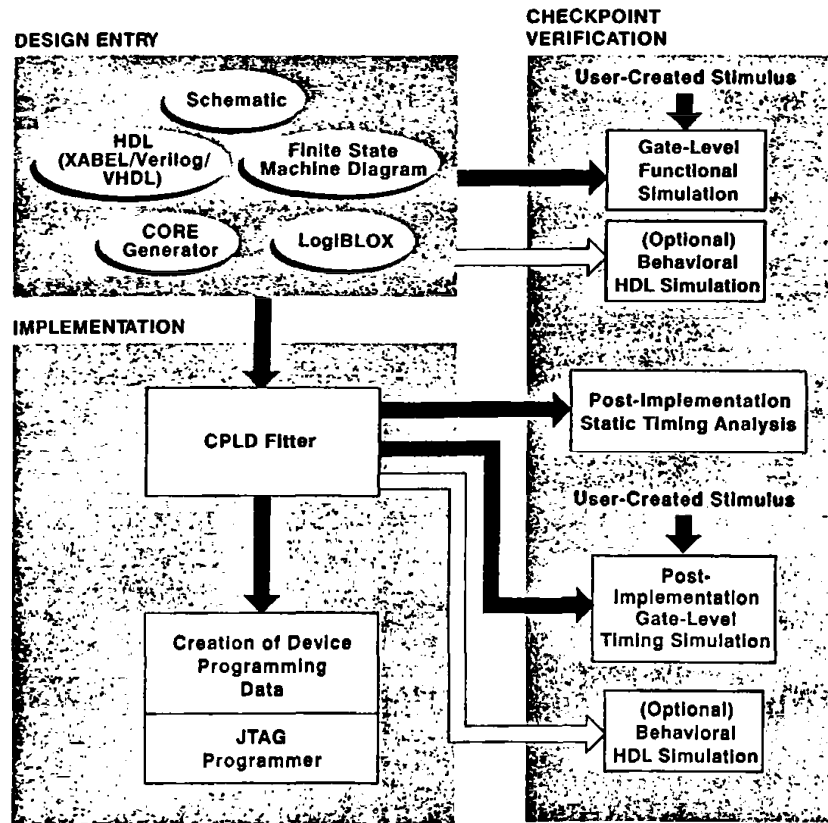 DESIGN ENTRY
Schematic
HDL
(XABEL/Verilog/
VHDL)
Finite State
Machine Diagram
CORE
Generator
LogiBLOX
IMPLEMENTATION
CPLD Fitter
Creation of Device
Programming
Data
JTAG
Programmer
CHECKPOINT
VERIFICATION
User-Created Stimulus
Gate-Level
Functional
Simulation
(Optional)
Behavioral
HDL Simulation
Post-Implementation
Static Timing Analysis
User-Created Stimulus
Post-
Implementation
Gate-Level
Timing Simulation
(Optional)
Behavioral
HDL Simulation